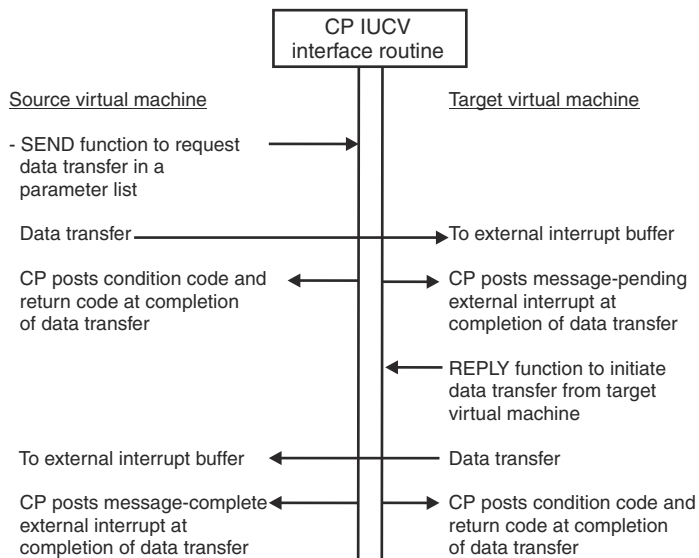 CP IUCV
interface routine
Source virtual machine
Target virtual machine
- SEND function to request
data transfer in a
parameter list
Data transfer
To external interrupt buffer
CP posts condition code and
return code at completion
of data transfer
CP posts message-pending
external interrupt at
completion of data transfer
REPLY function to initiate
data transfer from target
virtual machine
To external interrupt buffer
Data transfer
CP posts message-complete
external interrupt at
completion of data transfer
CP posts condition code and
return code at completion
of data transfer